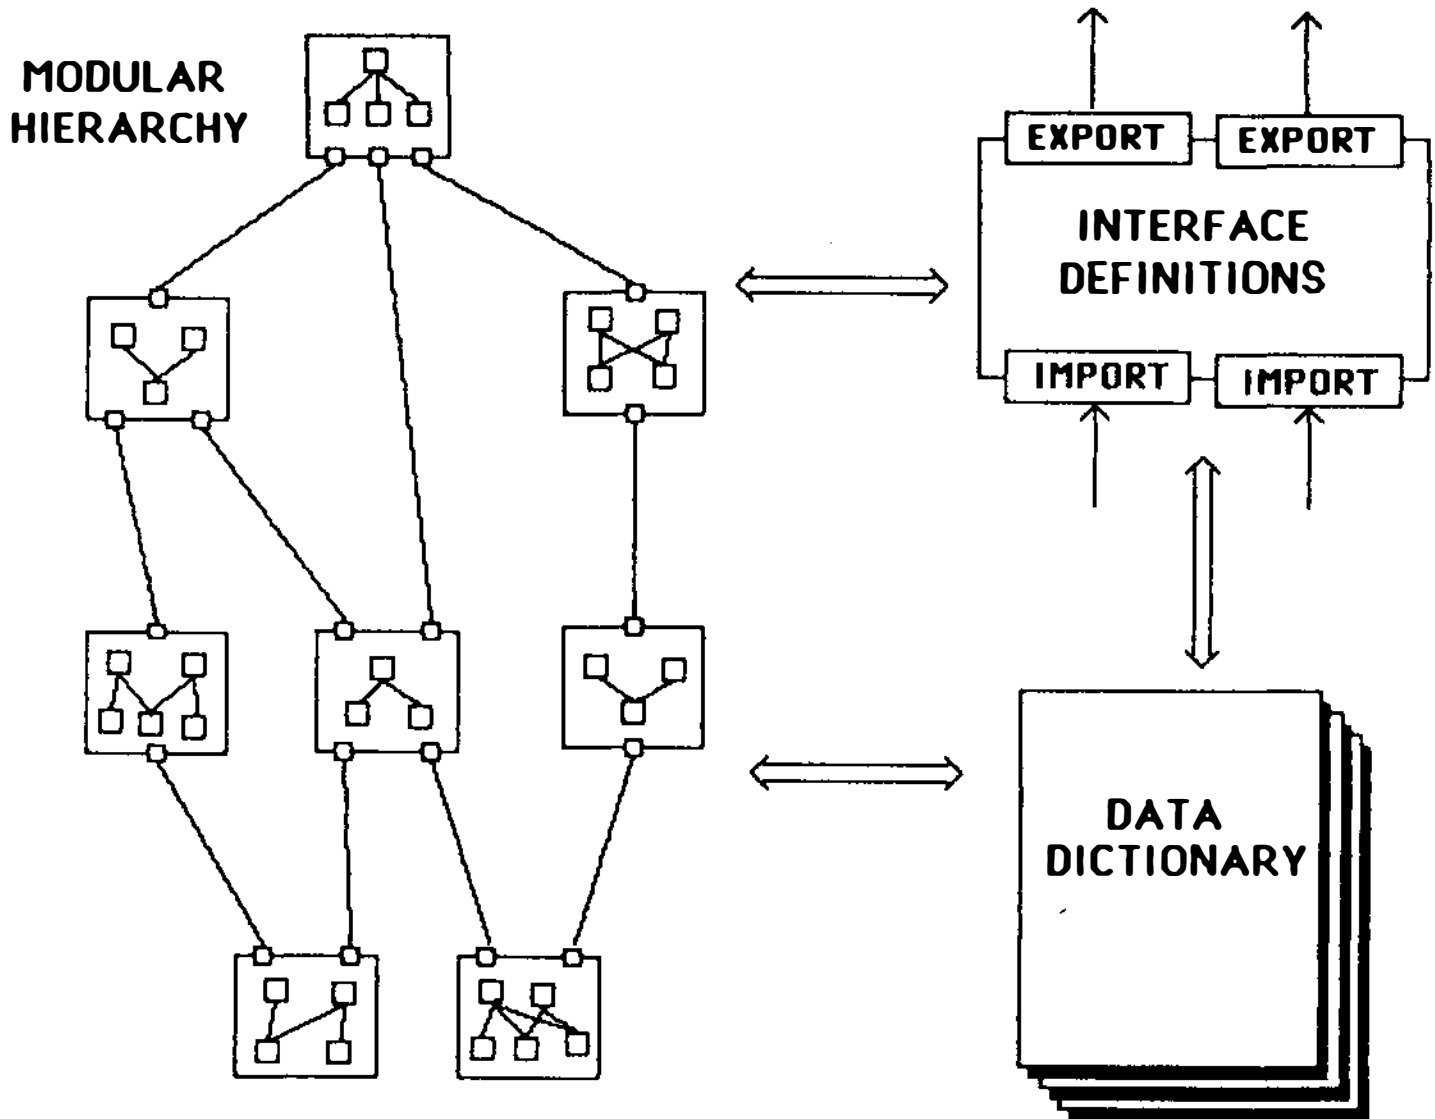 MODULAR
HIERARCHY
EXPORT
EXPORT
INTERFACE
DEFINITIONS
IMPORT
IMPORT
DATA
DICTIONARY